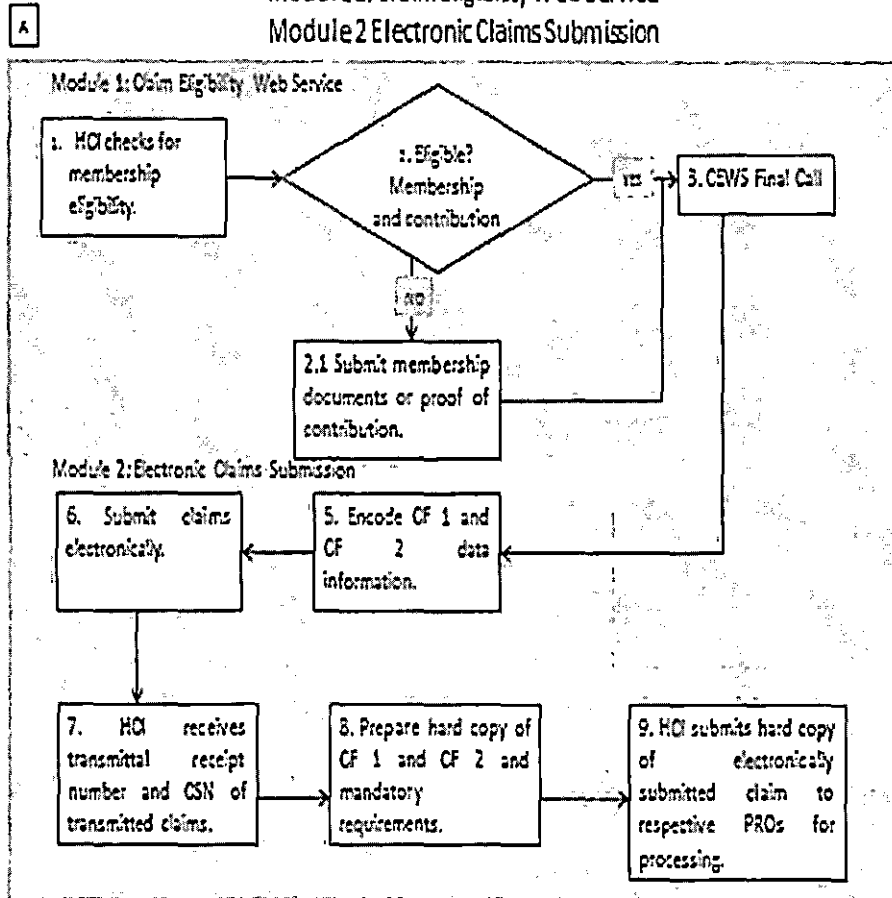 Module 2 Electronic Claims Submission
A
Module 1: Claim Eligibility Web Service
1. HCI checks for
membership
eligibility.
2. Eligible?
Membership
and contribution
YES
3. CEWS Final Call
NO
2.1 Submit membership
documents or proof of
contribution.
Module 2: Electronic Claims Submission
6. Submit claims
electronically.
5. Encode CF 1 and
CF 2 data
information.
7. HCI receives
transmittal receipt
number and CSN of
transmitted claims.
8. Prepare hard copy of
CF 1 and CF 2 and
mandatory
requirements.
9. HCI submits hard copy
of electronically
submitted claim to
respective PROs for
processing.